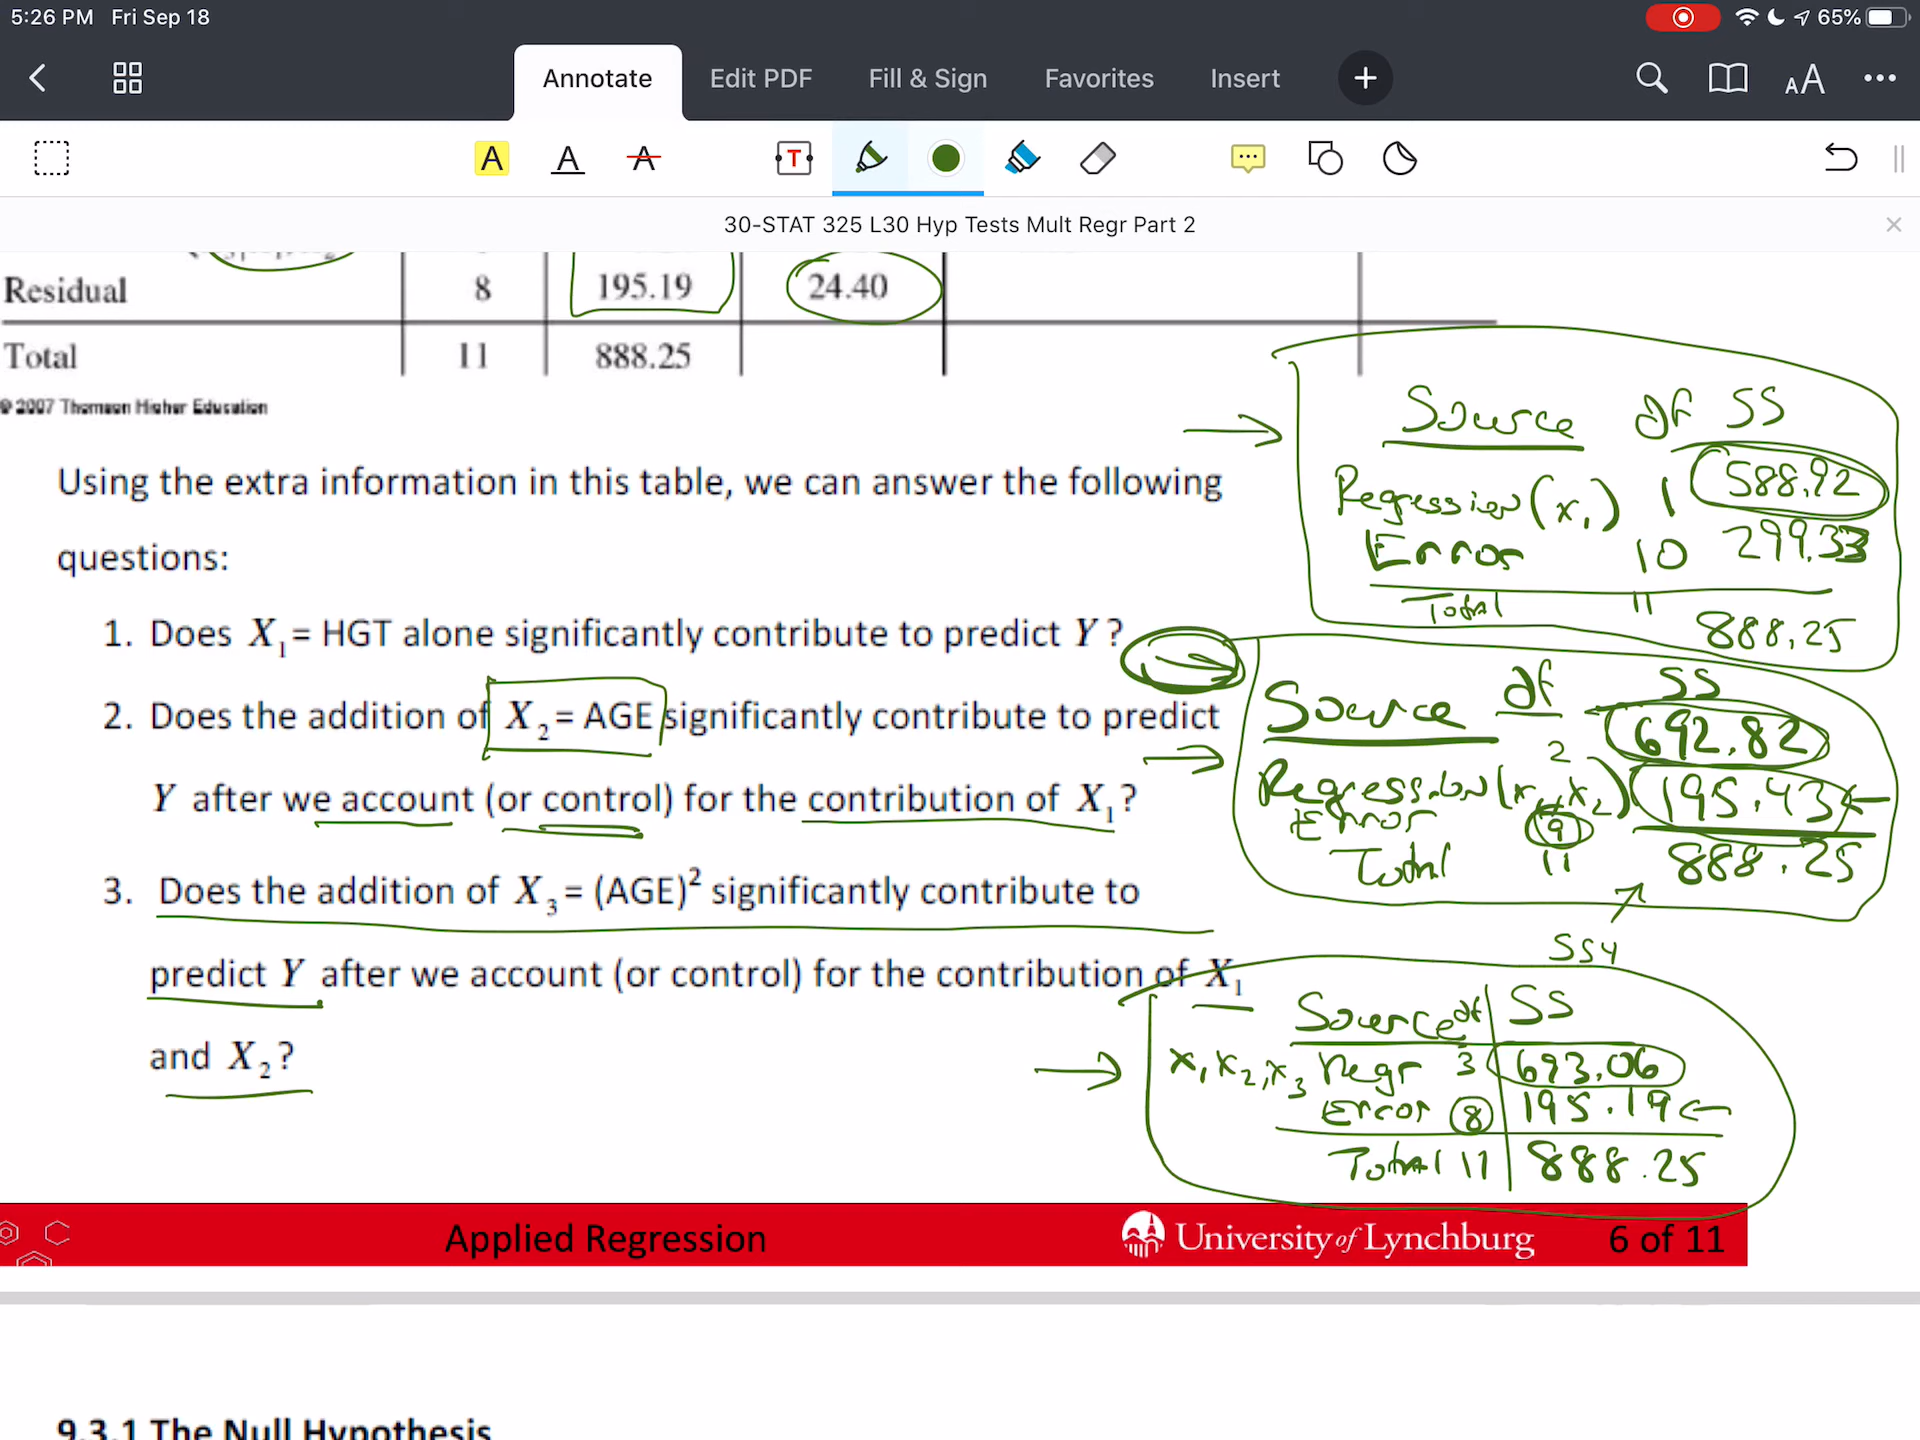 5:26 PM Fri Sep 18
65%
Annotate Edit PDF Fill & Sign Favorites Insert
AA
A A A T
30-STAT 325 L30 Hyp Tests Mult Regr Part 2
Residual 8 195.19 24.40
Total 11 888.25
© 2007 Thomson Higher Education
Using the extra information in this table, we can answer the following
questions:
1. Does X₁= HGT alone significantly contribute to predict Y?
2. Does the addition of X₂= AGE significantly contribute to predict
Y after we account (or control) for the contribution of X₁?
3. Does the addition of X₃= (AGE)² significantly contribute to
predict Y after we account (or control) for the contribution of X₁
and X₂?
Source df SS
Regression (x₁) 1 588.92
Error 10 299.33
Total 11 888.25
Source df SS
2 692.82
Regression (x₁, x₂) 195.43
Error 9
Total 11 888.25
SSY
Source df SS
x₁ x₂, x₃ Regr 3 693.06
Error 8 195.19
Total 11 888.25
Applied Regression
University of Lynchburg
6 of 11
9.3.1 The Null Hypothesis